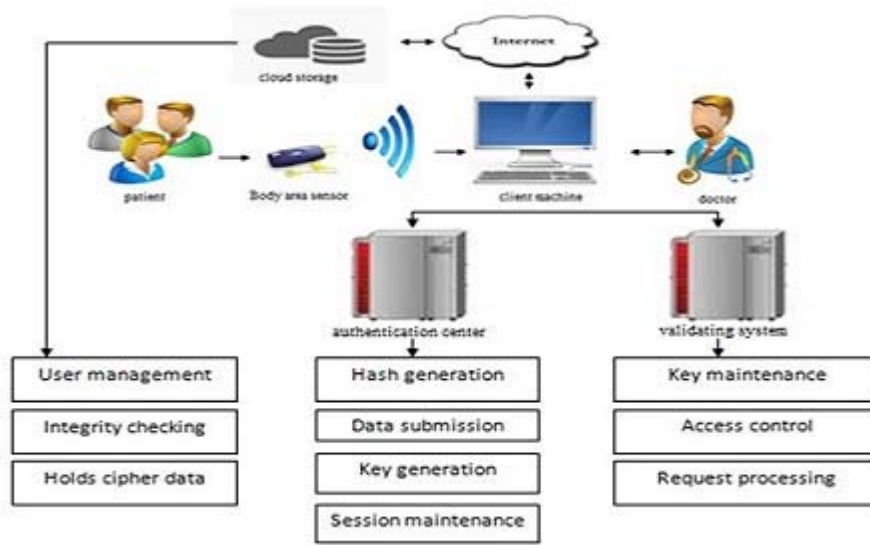 Internet
cloud storage
patient
Body area sensor
client machine
doctor
authentication center
validating system
User management
Hash generation
Key maintenance
Integrity checking
Data submission
Access control
Holds cipher data
Key generation
Request processing
Session maintenance